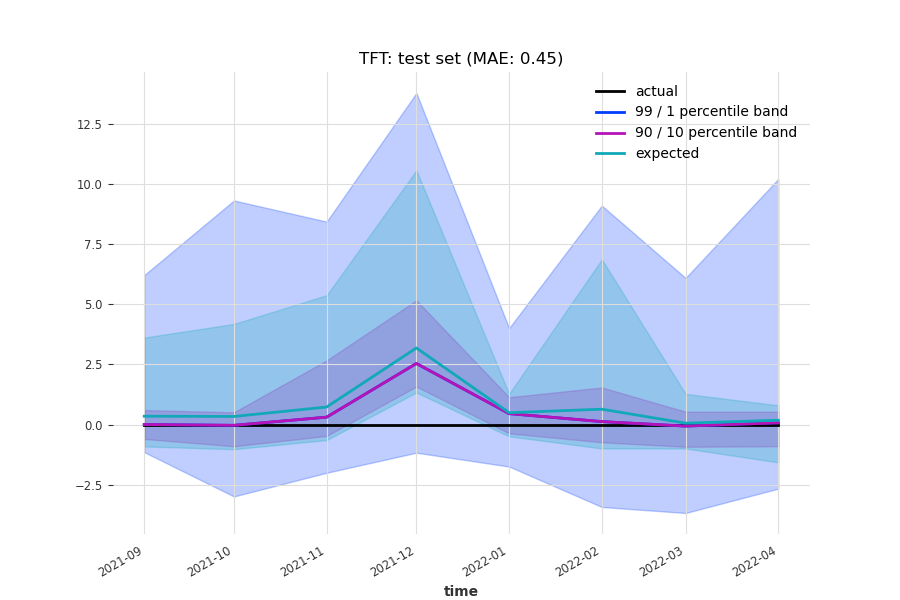 TFT: test set (MAE: 0.45)
actual
99 / 1 percentile band
90 / 10 percentile band
expected
12.5
10.0
7.5
5.0
2.5
0.0
−2.5
2021-09
2021-10
2021-11
2021-12
2022-01
2022-02
2022-03
2022-04
time